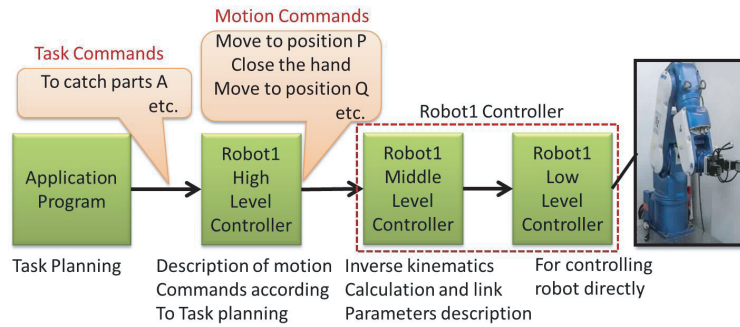 Motion Commands
Move to position P
Close the hand
Move to position Q
etc.
Task Commands
To catch parts A
etc.
Robot1 Controller
Application
Program
Robot1
High
Level
Controller
Robot1
Middle
Level
Controller
Robot1
Low
Level
Controller
Task Planning
Description of motion
Commands according
To Task planning
Inverse kinematics
Calculation and link
Parameters description
For controlling
robot directly